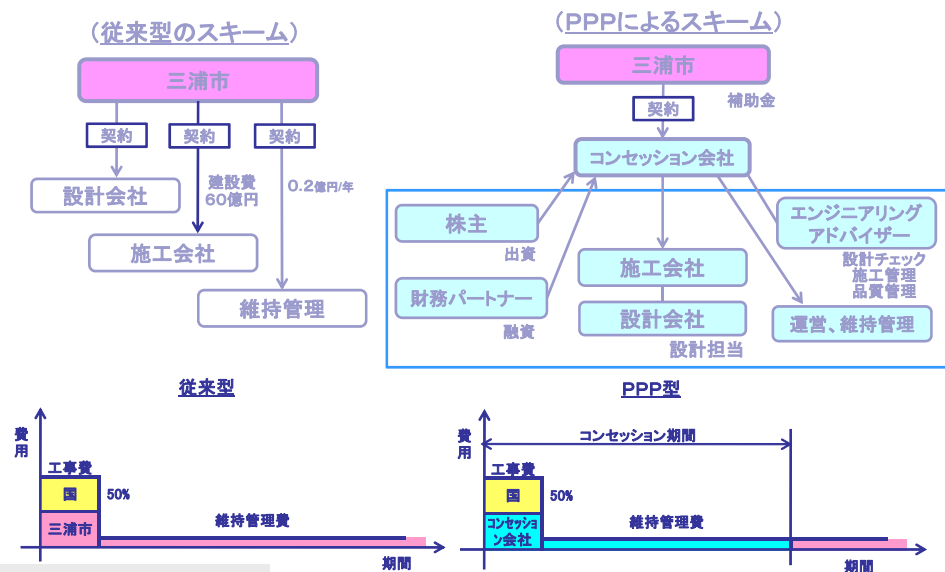 （従来型のスキーム）
三浦市
契約
契約
契約
設計会社
建設費
60億円
0.2億円/年
施工会社
維持管理
（PPPによるスキーム）
三浦市
契約
補助金
コンセッション会社
株主
出資
財務パートナー
融資
施工会社
設計会社
設計担当
エンジニアリング
アドバイザー
設計チェック
施工管理
品質管理
運営、維持管理
従来型
費
用
工事費
国
50%
三浦市
維持管理費
期間
PPP型
費
用
コンセッション期間
工事費
国
50%
コンセッショ
ン会社
維持管理費
期間